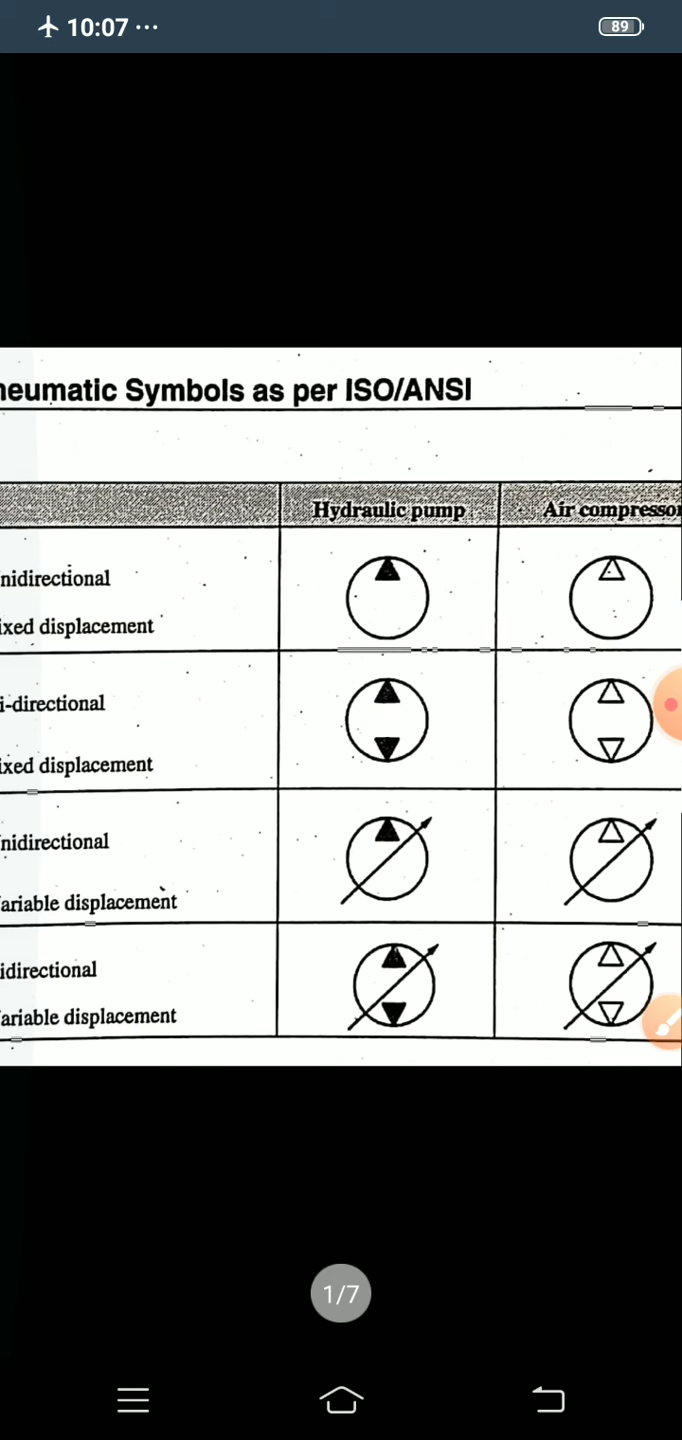 10:07 ...
89
neumatic Symbols as per ISO/ANSI
Hydraulic pump
Air compressor
nidirectional
ixed displacement
i-directional
ixed displacement
nidirectional
ariable displacement
idirectional
ariable displacement
1/7